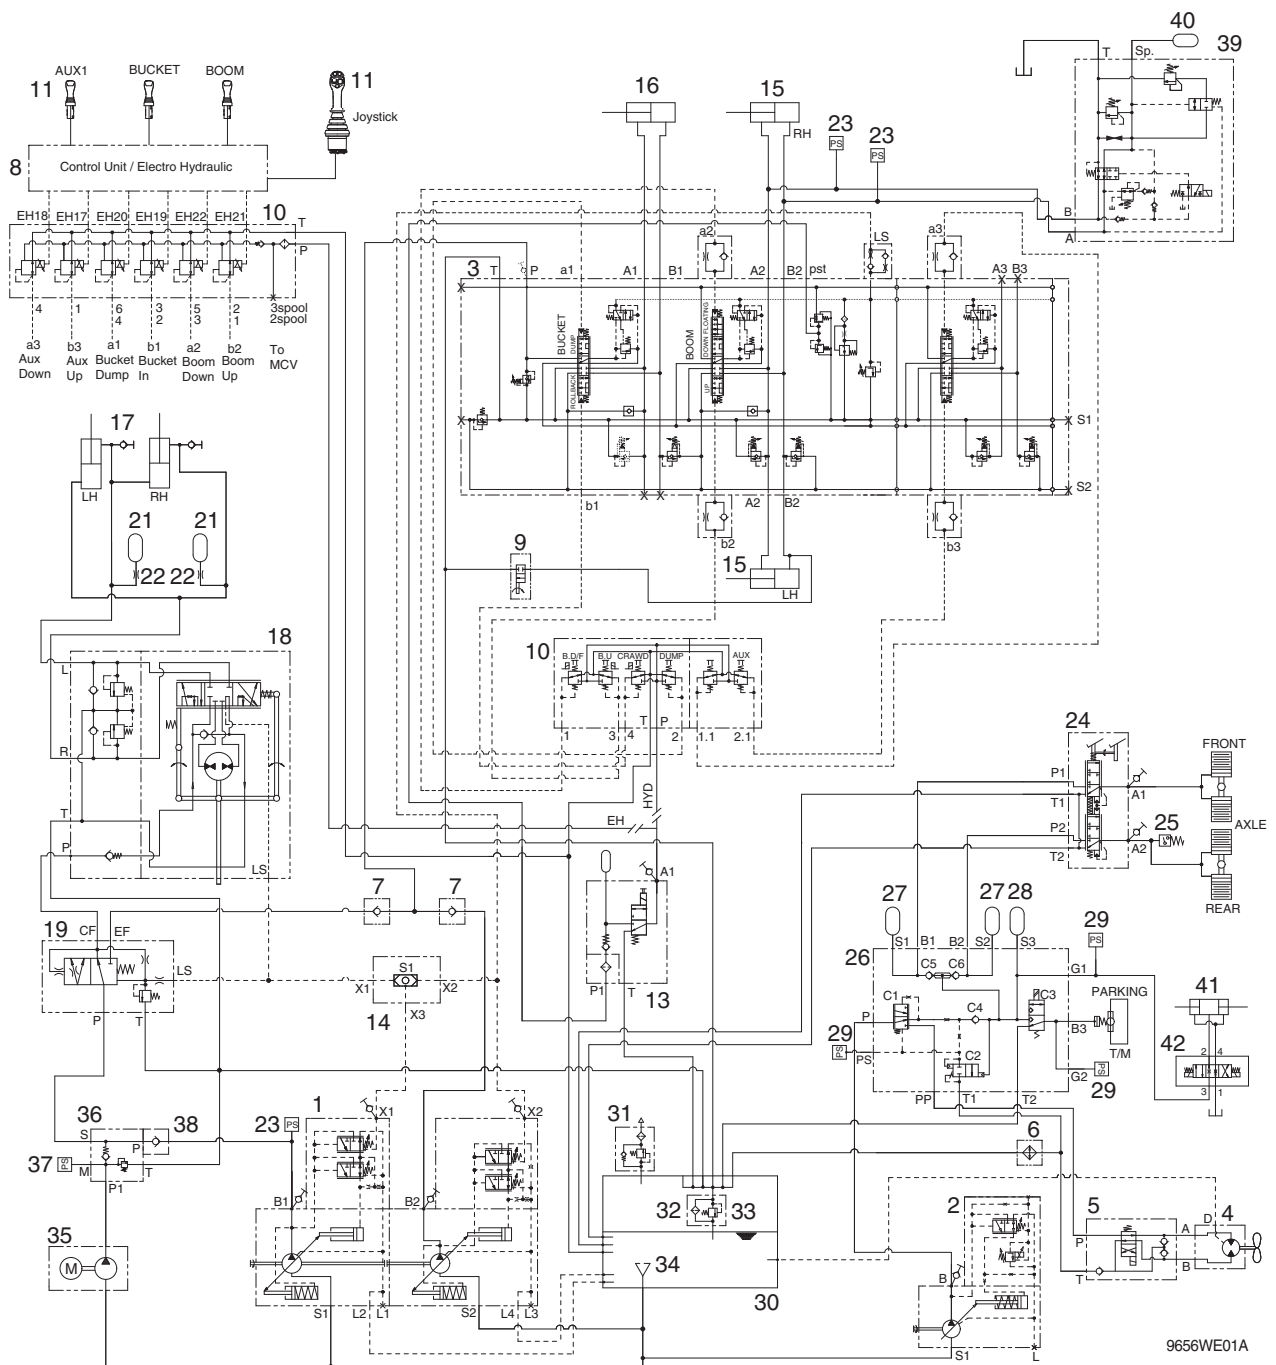 40
39
T
Sp.
B
A
AUX1
BUCKET
BOOM
11
11
Joystick
8
Control Unit / Electro Hydraulic
EH18
EH17
EH20
EH19
EH22
EH21
10
T
P
4
1
6
4
3
2
5
3
2
1
3spool
2spool
a3
Aux
Down
b3
Aux
Up
a1
Bucket
Dump
b1
Bucket
In
a2
Boom
Down
b2
Boom
Up
To
MCV
16
15
RH
23
PS
23
PS
a2
LS
a3
3
T
P
a1
A1
B1
A2
B2
pst
A3
B3
BUCKET
DUMP
ROLLBACK
BOOM
DOWN FLOATING
UP
S1
S2
b1
A2
B2
b2
b3
9
15
LH
17
LH
RH
21
21
22
22
18
L
R
T
P
LS
10
B.D/F
B.U
CRAWD
DUMP
AUX
1
3
4
T
P
2
1.1
2.1
HYD
EH
7
7
19
CF
EF
LS
P
T
S1
X1
X2
X3
14
A1
P1
T
13
24
P1
T1
P2
T2
A1
A2
25
FRONT
AXLE
REAR
27
27
28
29
PS
S1
B1
B2
S2
S3
26
C5
C6
G1
C1
C4
C3
P
C2
B3
PARKING
T/M
29
PS
PS
G2
PS
29
PP
T1
T2
41
42
2
4
3
1
36
38
S
P
37
PS
M
T
P1
35
M
1
23
PS
X1
X2
B1
B2
S1
L2
L1
S2
L4
L3
31
32
33
34
30
6
2
B
S1
L
5
P
T
A
B
4
D
9656WE01A